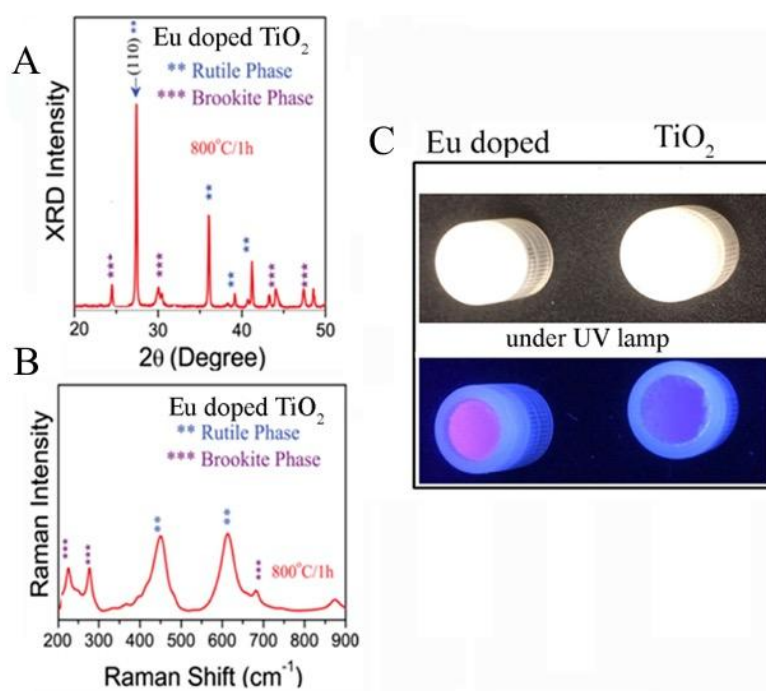 A
Eu doped TiO₂
** Rutile Phase
*** Brookite Phase
(110) **
800°C/1h
**
**
**
***
***
***
***
XRD Intensity
20 30 40 50
2θ (Degree)
B
Eu doped TiO₂
** Rutile Phase
*** Brookite Phase
800°C/1h
***
***
**
**
***
Raman Intensity
200 300 400 500 600 700 800 900
Raman Shift (cm⁻¹)
C
Eu doped TiO₂
under UV lamp